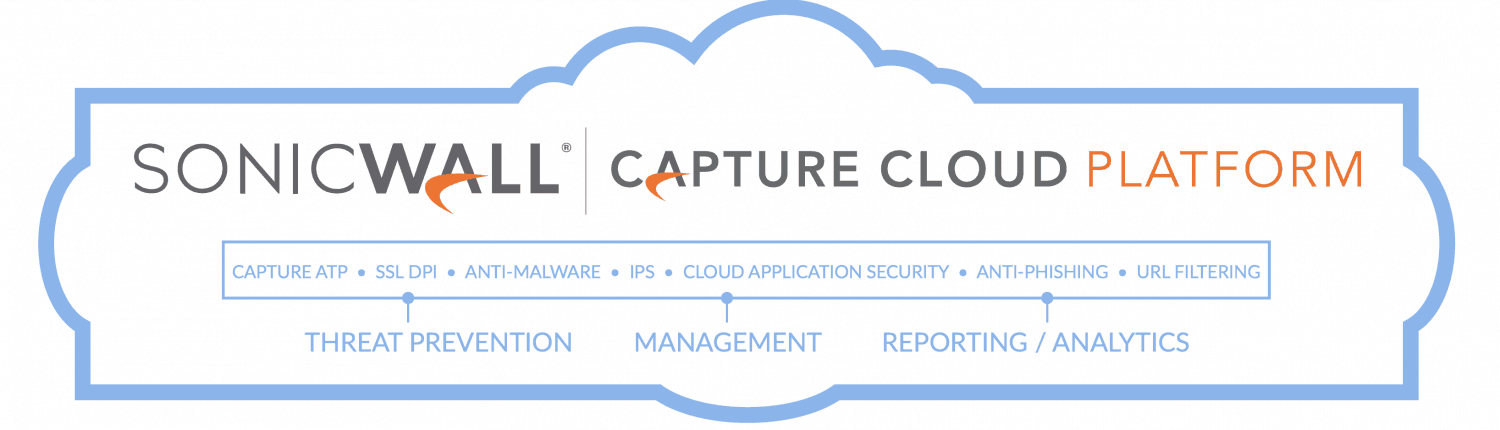 SONICWALL® | CAPTURE CLOUD PLATFORM
CAPTURE ATP • SSL DPI • ANTI-MALWARE • IPS • CLOUD APPLICATION SECURITY • ANTI-PHISHING • URL FILTERING
THREAT PREVENTION MANAGEMENT REPORTING / ANALYTICS